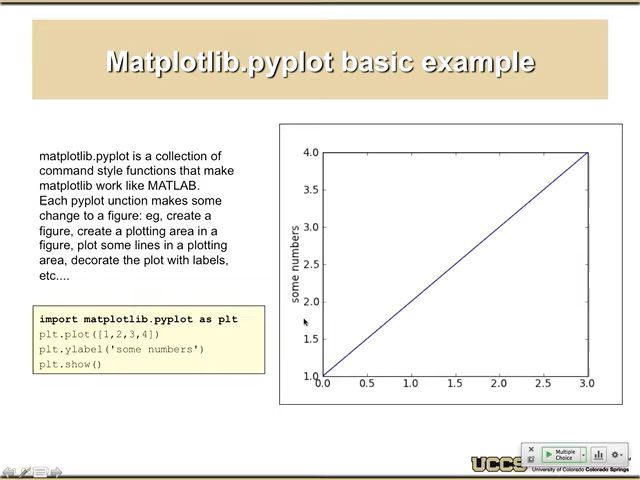 Matplotlib.pyplot basic example
matplotlib.pyplot is a collection of
command style functions that make
matplotlib work like MATLAB.
Each pyplot unction makes some
change to a figure: eg, create a
figure, create a plotting area in a
figure, plot some lines in a plotting
area, decorate the plot with labels,
etc....
import matplotlib.pyplot as plt
plt.plot([1,2,3,4])
plt.ylabel('some numbers')
plt.show()
some numbers
4.0
3.5
3.0
2.5
2.0
1.5
1.0
0.0 0.5 1.0 1.5 2.0 2.5 3.0
Multiple
Choice
UCCS
University of Colorado Colorado Springs